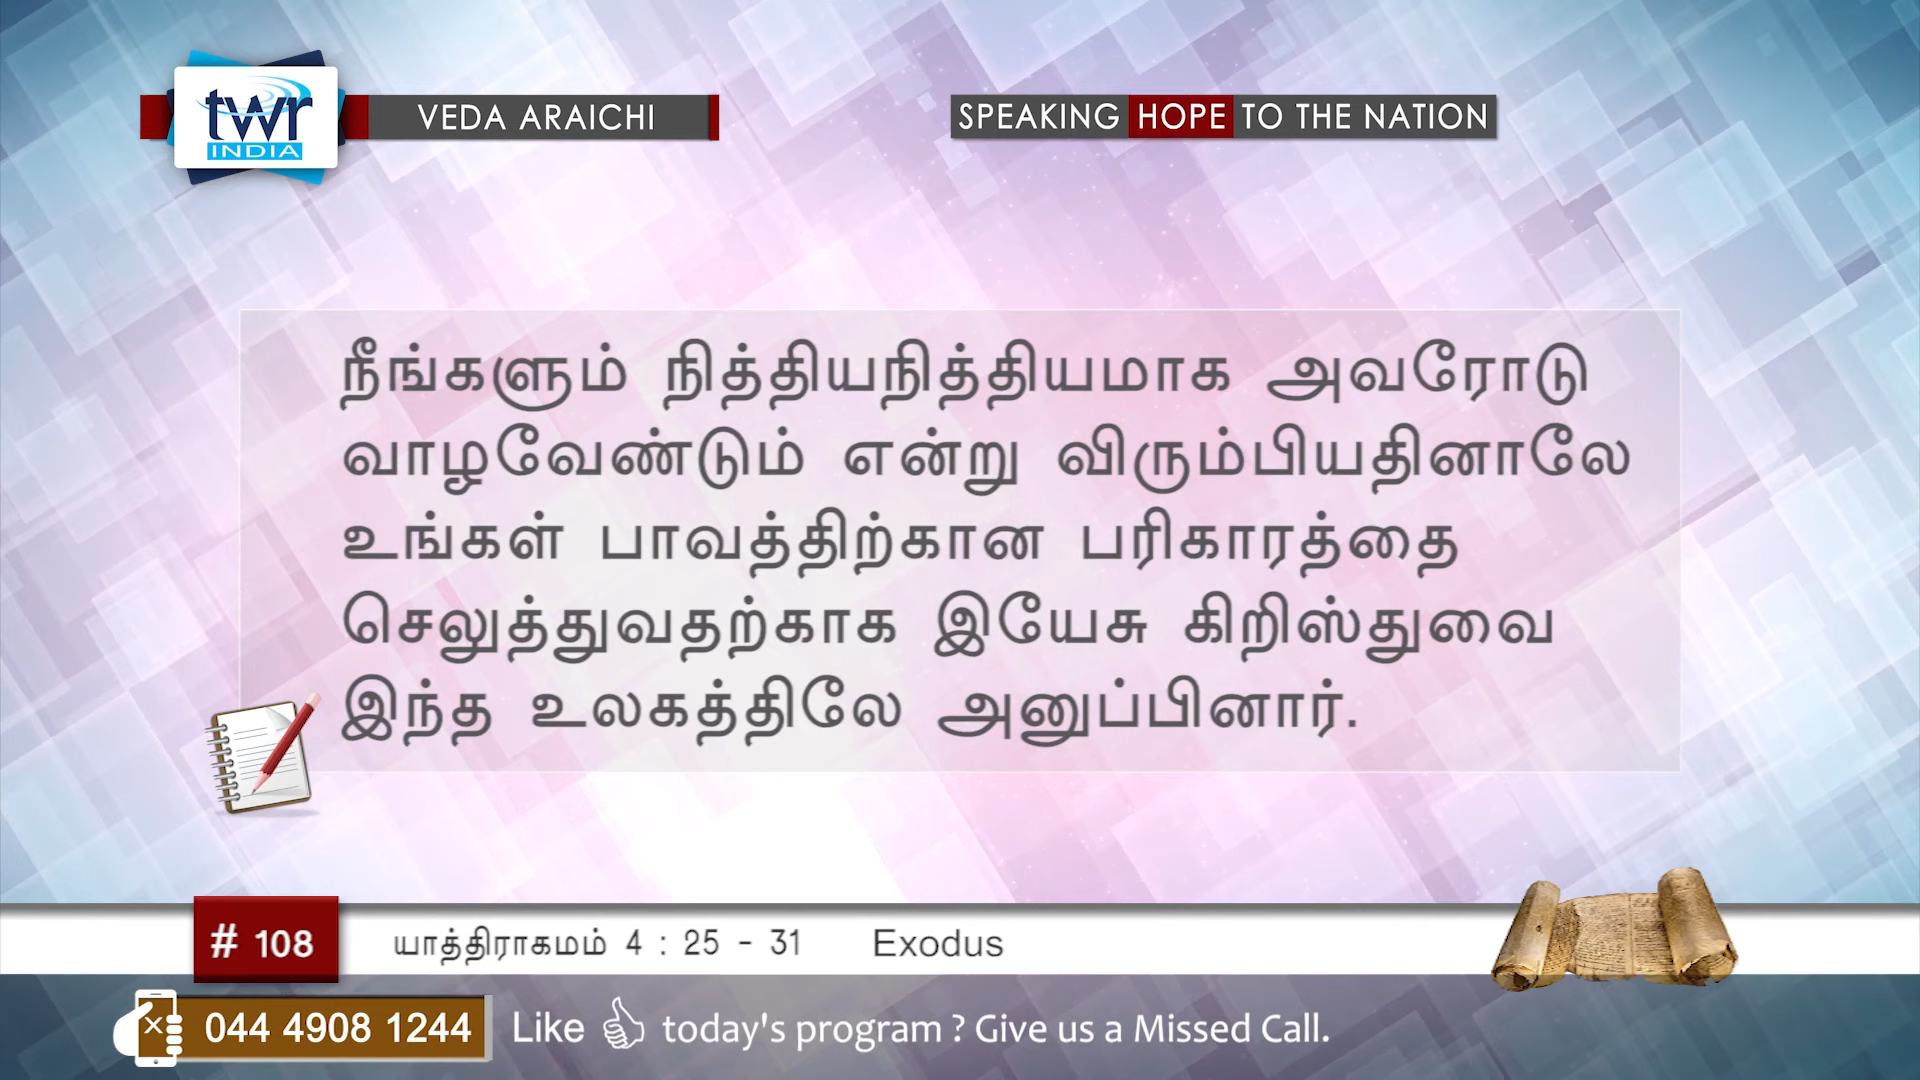 twr
INDIA
VEDA ARAICHI
SPEAKING HOPE TO THE NATION
நீங்களும் நித்தியநித்தியமாக அவரோடு
வாழவேண்டும் என்று விரும்பியதினாலே
உங்கள் பாவத்திற்கான பரிகாரத்தை
செலுத்துவதற்காக இயேசு கிறிஸ்துவை
இந்த உலகத்திலே அனுப்பினார்.
# 108
யாத்திராகமம் 4 : 25 - 31 Exodus
044 4908 1244
Like today's program ? Give us a Missed Call.